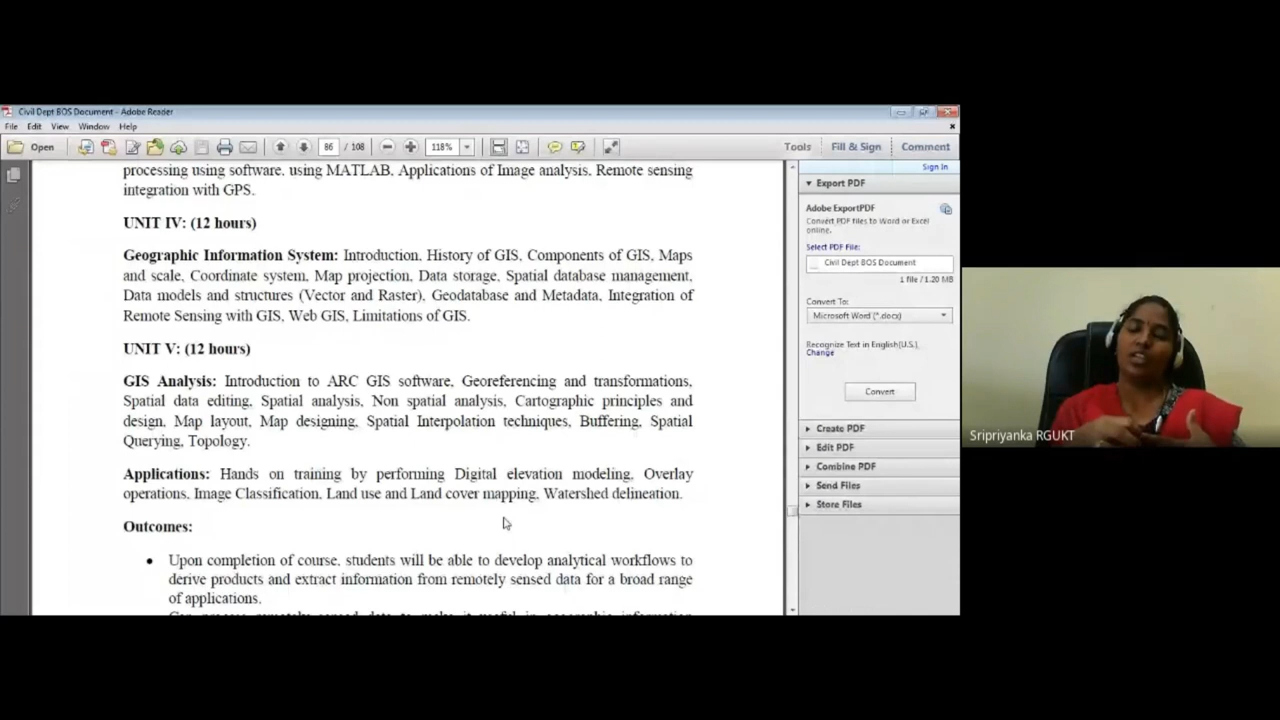 Civil Dept BOS Document - Adobe Reader
File Edit View Window Help
Open 86 / 108 118% Tools Fill & Sign Comment
Sign In
processing using software. using MATLAB. Applications of Image analysis, Remote sensing
integration with GPS.
UNIT IV: (12 hours)
Geographic Information System: Introduction, History of GIS, Components of GIS, Maps
and scale, Coordinate system, Map projection, Data storage, Spatial database management,
Data models and structures (Vector and Raster), Geodatabase and Metadata, Integration of
Remote Sensing with GIS, Web GIS, Limitations of GIS.
UNIT V: (12 hours)
GIS Analysis: Introduction to ARC GIS software, Georeferencing and transformations,
Spatial data editing, Spatial analysis, Non spatial analysis, Cartographic principles and
design, Map layout, Map designing, Spatial Interpolation techniques, Buffering, Spatial
Querying, Topology.
Applications: Hands on training by performing Digital elevation modeling, Overlay
operations, Image Classification, Land use and Land cover mapping, Watershed delineation.
Outcomes:
• Upon completion of course, students will be able to develop analytical workflows to
derive products and extract information from remotely sensed data for a broad range
of applications.
Export PDF
Adobe ExportPDF
Convert PDF files to Word or Excel
online.
Select PDF File:
Civil Dept BOS Document
1 file / 1.20 MB
Convert To:
Microsoft Word (*.docx)
Recognize Text in English(U.S.)
Change
Convert
Create PDF
Edit PDF
Combine PDF
Send Files
Store Files
Sripriyanka RGUKT